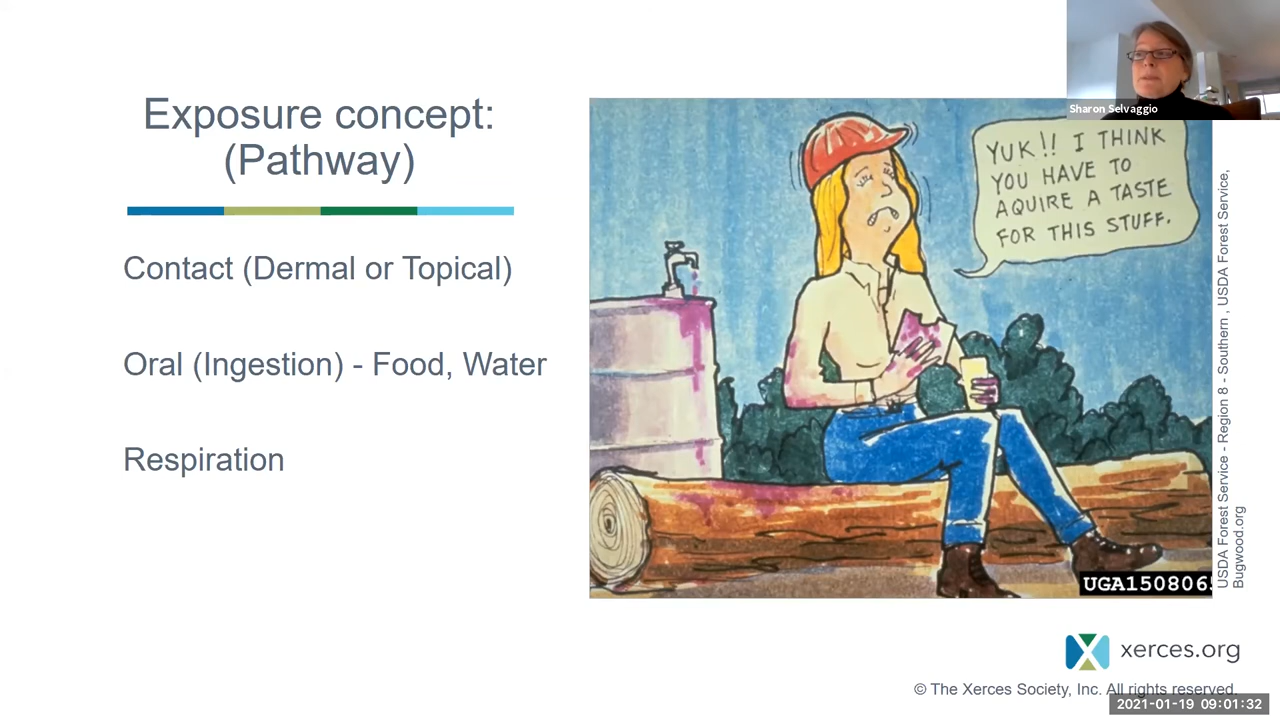 Exposure concept:
(Pathway)
Contact (Dermal or Topical)
Oral (Ingestion) - Food, Water
Respiration
Sharon Selvaggio
YUK!! I THINK
YOU HAVE TO
AQUIRE A TASTE
FOR THIS STUFF.
UGA1508065
USDA Forest Service - Region 8 - Southern , USDA Forest Service,
Bugwood.org
xerces.org
© The Xerces Society, Inc. All rights reserved.
2021-01-19 09:01:32